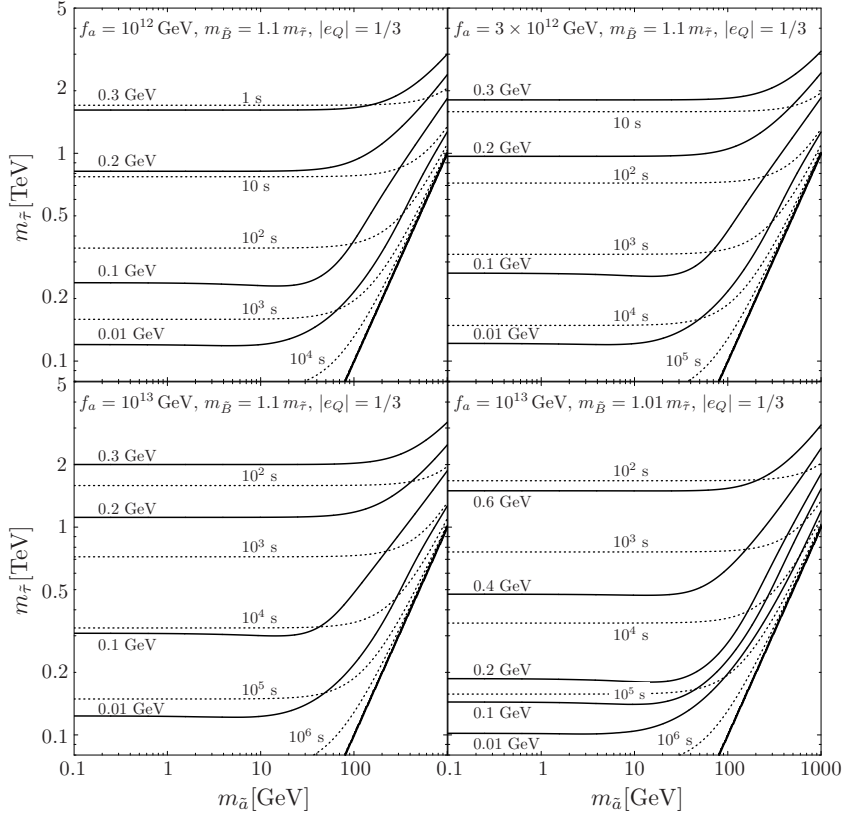 f_a = 10^12 GeV, m_B̃ = 1.1 m_τ̃, |e_Q| = 1/3
5
2
1
0.5
0.2
0.1
m_τ̃ [TeV]
0.3 GeV
1 s
0.2 GeV
10 s
10^2 s
0.1 GeV
10^3 s
0.01 GeV
10^4 s
f_a = 3 × 10^12 GeV, m_B̃ = 1.1 m_τ̃, |e_Q| = 1/3
0.3 GeV
10 s
0.2 GeV
10^2 s
10^3 s
0.1 GeV
10^4 s
0.01 GeV
10^5 s
f_a = 10^13 GeV, m_B̃ = 1.1 m_τ̃, |e_Q| = 1/3
5
2
1
0.5
0.2
0.1
m_τ̃ [TeV]
0.3 GeV
10^2 s
0.2 GeV
10^3 s
10^4 s
0.1 GeV
10^5 s
0.01 GeV
10^6 s
0.1
1
10
100
m_ã [GeV]
f_a = 10^13 GeV, m_B̃ = 1.01 m_τ̃, |e_Q| = 1/3
10^2 s
0.6 GeV
10^3 s
0.4 GeV
10^4 s
0.2 GeV
10^5 s
0.1 GeV
0.01 GeV
10^6 s
0.1
1
10
100
1000
m_ã [GeV]